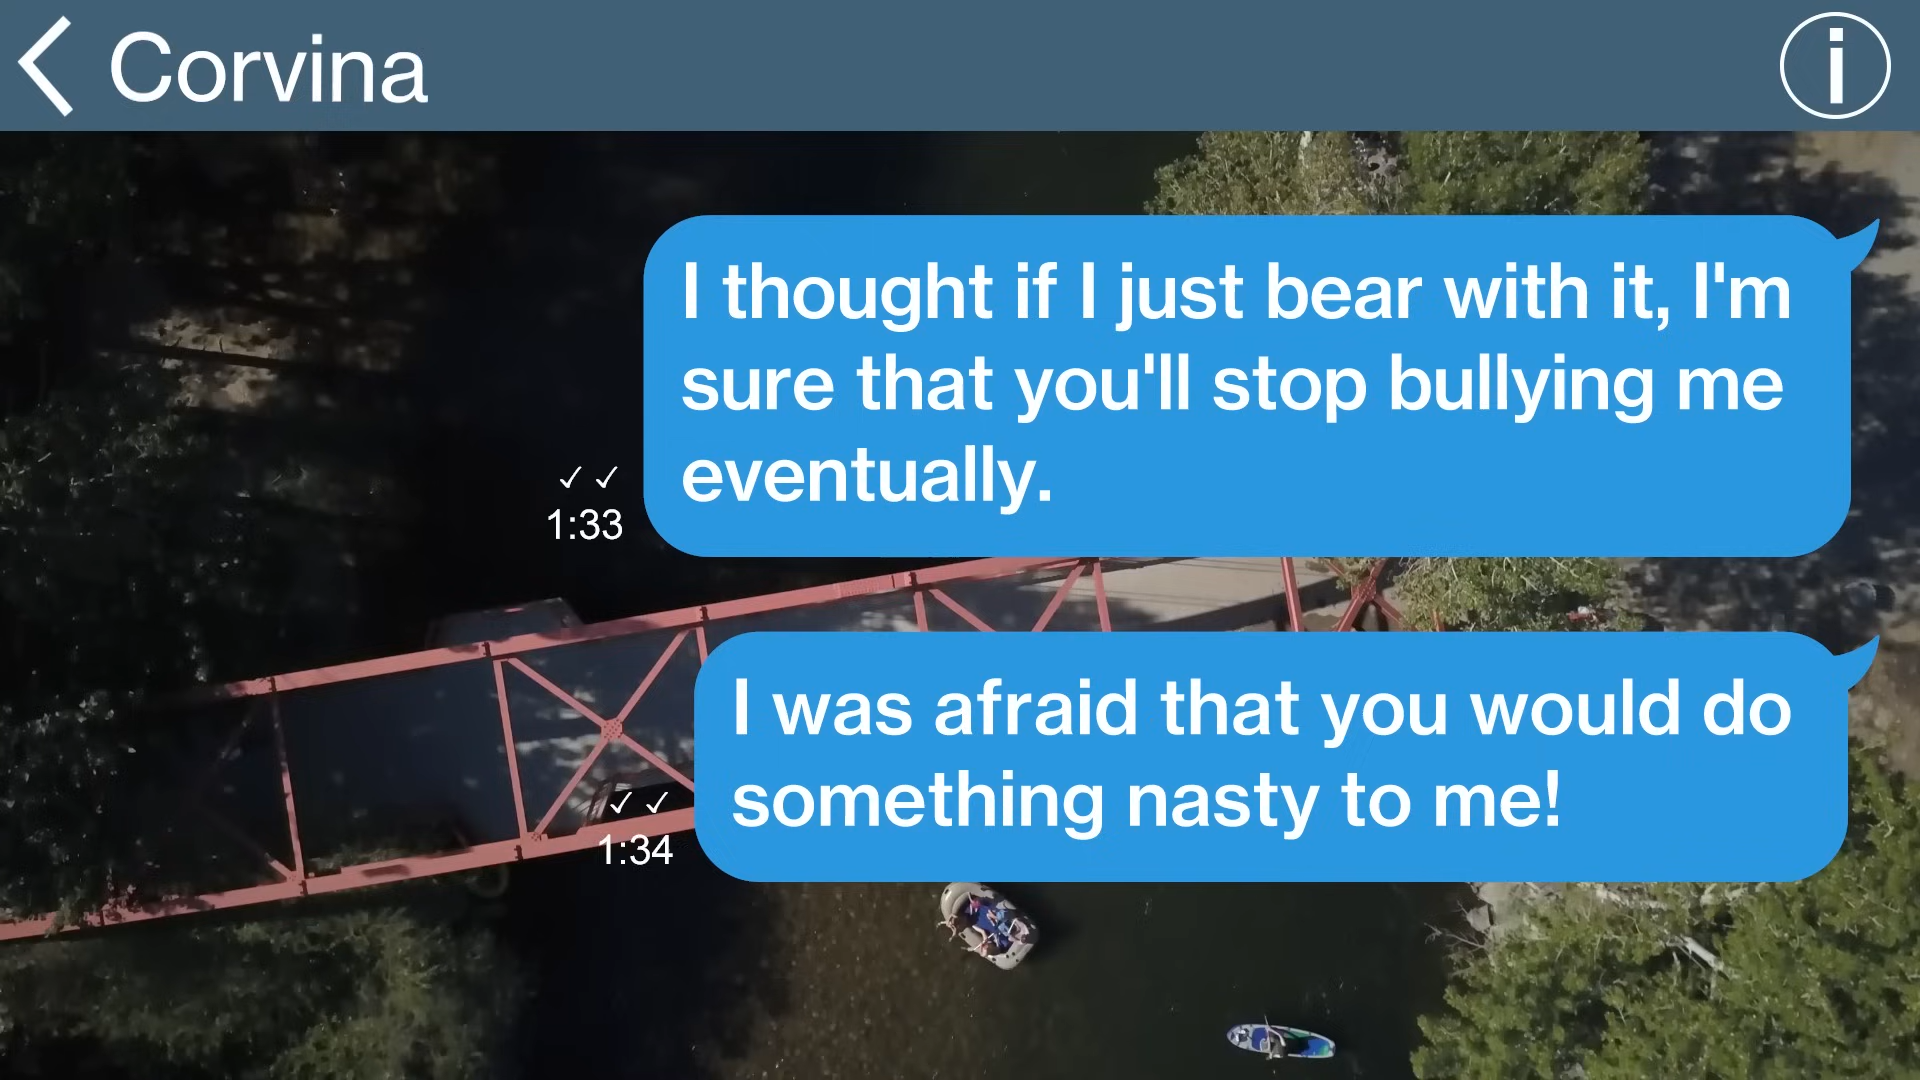 Corvina
I thought if I just bear with it, I'm
sure that you'll stop bullying me
eventually.
✓✓
1:33
I was afraid that you would do
something nasty to me!
✓✓
1:34